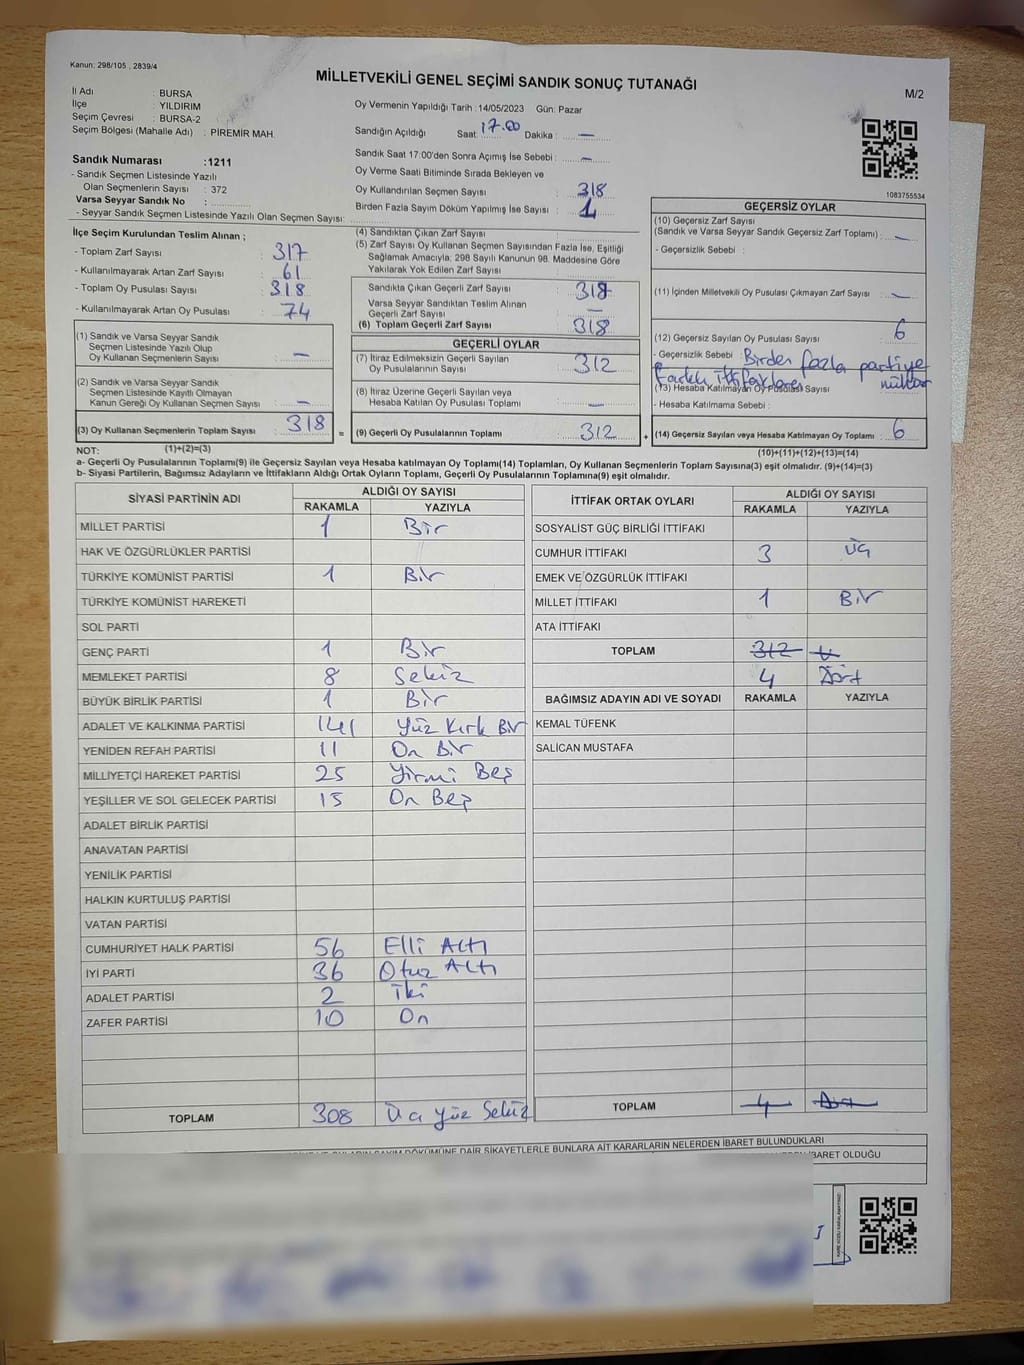 Kanun: 298/105 , 2839/4
MİLLETVEKİLİ GENEL SEÇİMİ SANDIK SONUÇ TUTANAĞI
M/2
İl Adı : BURSA
İlçe : YILDIRIM
Seçim Çevresi : BURSA-2
Seçim Bölgesi (Mahalle Adı) : PİREMİR MAH.
Oy Vermenin Yapıldığı Tarih : 14/05/2023 Gün: Pazar
Sandığın Açıldığı Saat: 17.00 Dakika : —
Sandık Saat 17:00'den Sonra Açımış İse Sebebi : —
Oy Verme Saati Bitiminde Sırada Bekleyen ve
Oy Kullandırılan Seçmen Sayısı 318
Birden Fazla Sayım Döküm Yapılmış İse Sayısı 1
Sandık Numarası :1211
- Sandık Seçmen Listesinde Yazılı
Olan Seçmenlerin Sayısı : 372
Varsa Seyyar Sandık No :
- Seyyar Sandık Seçmen Listesinde Yazılı Olan Seçmen Sayısı:
1083755534
İlçe Seçim Kurulundan Teslim Alınan ;
- Toplam Zarf Sayısı : 317
- Kullanılmayarak Artan Zarf Sayısı : 61
- Toplam Oy Pusulası Sayısı : 318
- Kullanılmayarak Artan Oy Pusulası : 74
(1) Sandık ve Varsa Seyyar Sandık
Seçmen Listesinde Yazılı Olup
Oy Kullanan Seçmenlerin Sayısı : —
(2) Sandık ve Varsa Seyyar Sandık
Seçmen Listesinde Kayıtlı Olmayan
Kanun Gereği Oy Kullanan Seçmen Sayısı : —
(3) Oy Kullanan Seçmenlerin Toplam Sayısı : 318
(4) Sandıktan Çıkan Zarf Sayısı :
(5) Zarf Sayısı Oy Kullanan Seçmen Sayısından Fazla İse, Eşitliği
Sağlamak Amacıyla; 298 Sayılı Kanunun 98. Maddesine Göre
Yakılarak Yok Edilen Zarf Sayısı :
Sandıkta Çıkan Geçerli Zarf Sayısı : 318
Varsa Seyyar Sandıktan Teslim Alınan
Geçerli Zarf Sayısı : —
(6) Toplam Geçerli Zarf Sayısı : 318
GEÇERLİ OYLAR
(7) İtiraz Edilmeksizin Geçerli Sayılan
Oy Pusulalarının Sayısı : 312
(8) İtiraz Üzerine Geçerli Sayılan veya
Hesaba Katılan Oy Pusulası Toplamı : —
= (9) Geçerli Oy Pusulalarının Toplamı : 312
GEÇERSİZ OYLAR
(10) Geçersiz Zarf Sayısı
(Sandık ve Varsa Seyyar Sandık Geçersiz Zarf Toplamı) : —
- Geçersizlik Sebebi :
(11) İçinden Milletvekili Oy Pusulası Çıkmayan Zarf Sayısı : —
(12) Geçersiz Sayılan Oy Pusulası Sayısı : 6
- Geçersizlik Sebebi : Birden fazla partiye
farklı ittifaklara mühür
(13) Hesaba Katılmayan Oy Pusulası Sayısı
- Hesaba Katılmama Sebebi :
+ (14) Geçersiz Sayılan veya Hesaba Katılmayan Oy Toplamı : 6
NOT: (1)+(2)=(3)
(10)+(11)+(12)+(13)=(14)
a- Geçerli Oy Pusulalarının Toplamı(9) ile Geçersiz Sayılan veya Hesaba katılmayan Oy Toplamı(14) Toplamları, Oy Kullanan Seçmenlerin Toplam Sayısına(3) eşit olmalıdır. (9)+(14)=(3)
b- Siyasi Partilerin, Bağımsız Adayların ve İttifakların Aldığı Ortak Oyların Toplamı, Geçerli Oy Pusulalarının Toplamına(9) eşit olmalıdır.
SİYASİ PARTİNİN ADI ALDIĞI OY SAYISI
RAKAMLA YAZIYLA
MİLLET PARTİSİ 1 Bir
HAK VE ÖZGÜRLÜKLER PARTİSİ
TÜRKİYE KOMÜNİST PARTİSİ 1 Bir
TÜRKİYE KOMÜNİST HAREKETİ
SOL PARTİ
GENÇ PARTİ 1 Bir
MEMLEKET PARTİSİ 8 Sekiz
BÜYÜK BİRLİK PARTİSİ 1 Bir
ADALET VE KALKINMA PARTİSİ 141 Yüz Kırk Bir
YENİDEN REFAH PARTİSİ 11 On Bir
MİLLİYETÇİ HAREKET PARTİSİ 25 Yirmi Beş
YEŞİLLER VE SOL GELECEK PARTİSİ 15 On Beş
ADALET BİRLİK PARTİSİ
ANAVATAN PARTİSİ
YENİLİK PARTİSİ
HALKIN KURTULUŞ PARTİSİ
VATAN PARTİSİ
CUMHURİYET HALK PARTİSİ 56 Elli Altı
İYİ PARTİ 36 Otuz Altı
ADALET PARTİSİ 2 İki
ZAFER PARTİSİ 10 On
TOPLAM 308 Üç Yüz Sekiz
İTTİFAK ORTAK OYLARI ALDIĞI OY SAYISI
RAKAMLA YAZIYLA
SOSYALİST GÜÇ BİRLİĞİ İTTİFAKI
CUMHUR İTTİFAKI 3 Üç
EMEK VE ÖZGÜRLÜK İTTİFAKI
MİLLET İTTİFAKI 1 Bir
ATA İTTİFAKI
TOPLAM 312
4 Dört
BAĞIMSIZ ADAYIN ADI VE SOYADI RAKAMLA YAZIYLA
KEMAL TÜFENK
SALİCAN MUSTAFA
TOPLAM 4 Dört
DÖKÜMÜNE DAİR ŞİKAYETLERLE BUNLARA AİT KARARLARIN NELERDEN İBARET BULUNDUKLARI
İBARET OLDUĞU